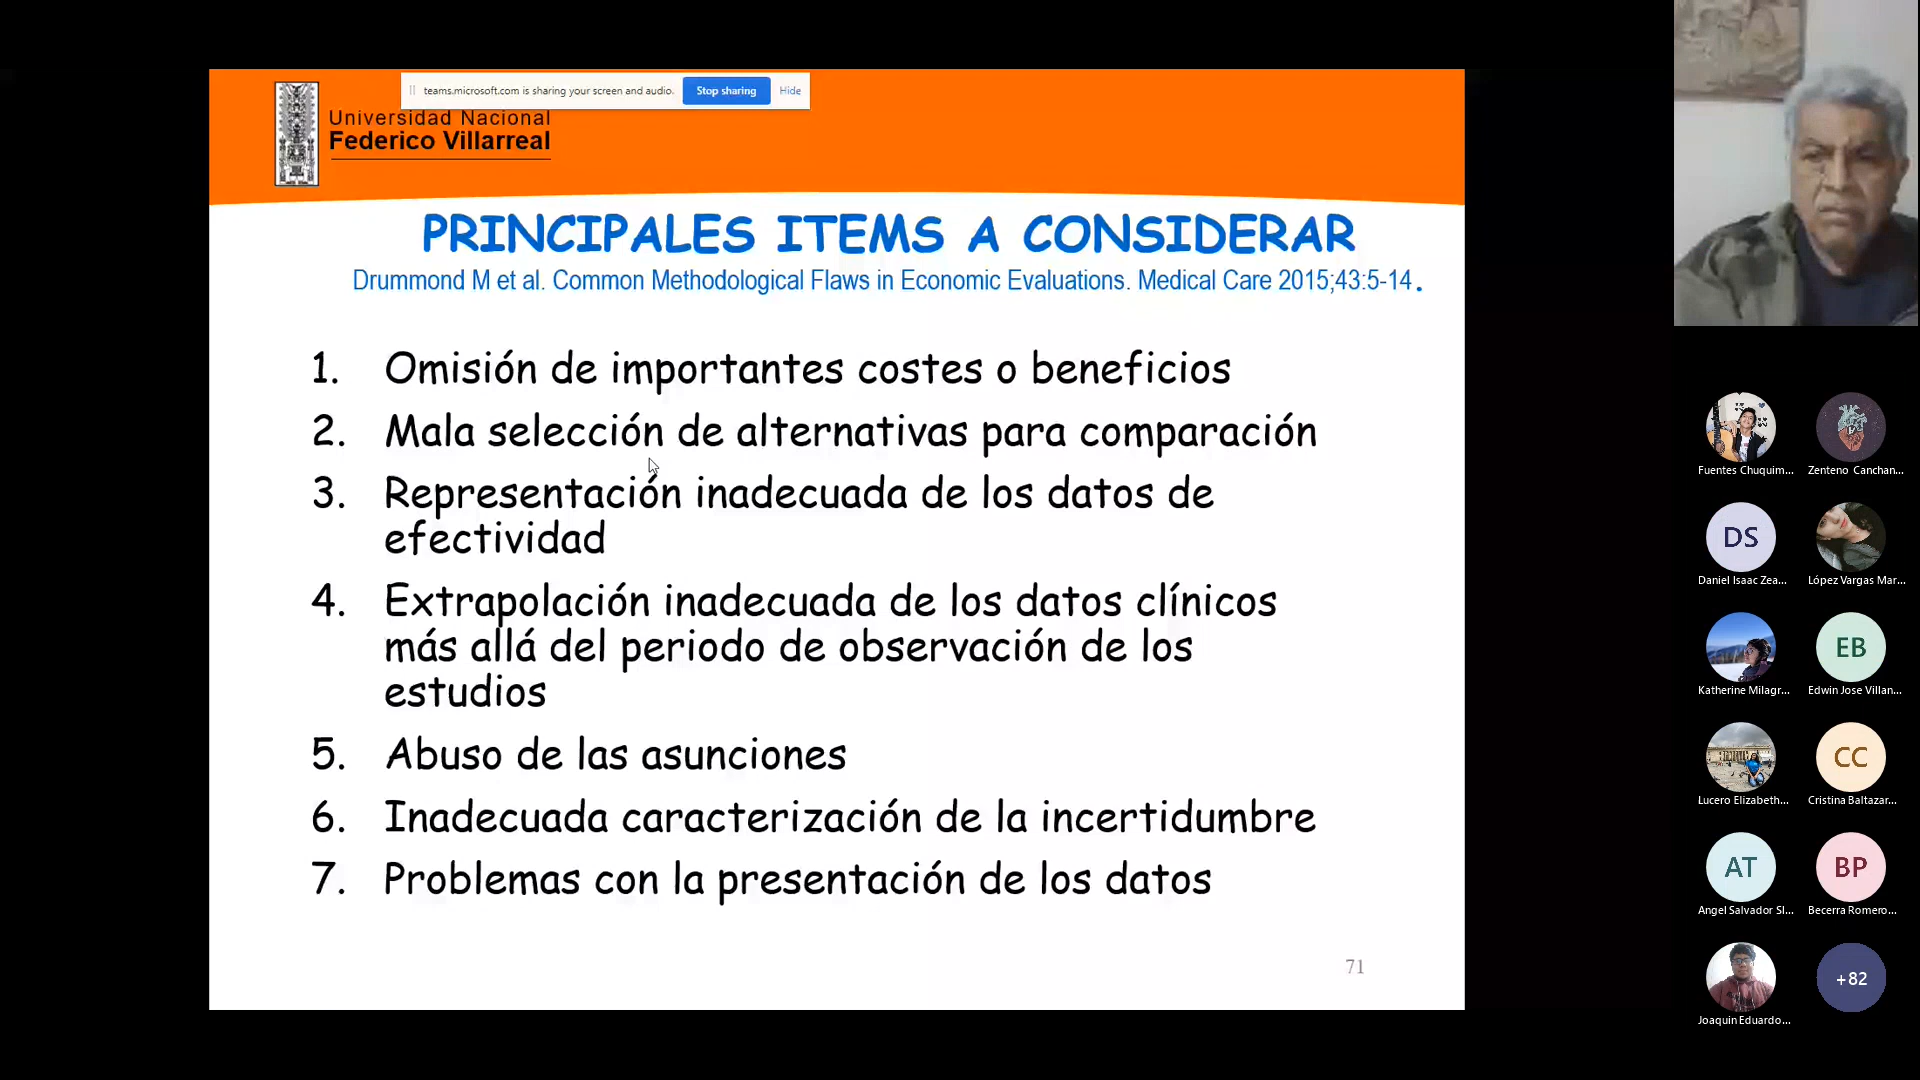 teams.microsoft.com is sharing your screen and audio.
Stop sharing
Hide
Universidad Nacional
Federico Villarreal
PRINCIPALES ITEMS A CONSIDERAR
Drummond M et al. Common Methodological Flaws in Economic Evaluations. Medical Care 2015;43:5-14.
1. Omisión de importantes costes o beneficios
2. Mala selección de alternativas para comparación
3. Representación inadecuada de los datos de
efectividad
4. Extrapolación inadecuada de los datos clínicos
más allá del periodo de observación de los
estudios
5. Abuso de las asunciones
6. Inadecuada caracterización de la incertidumbre
7. Problemas con la presentación de los datos
71
Fuentes Chuquim...
Zenteno Canchan...
DS
Daniel Isaac Zea...
López Vargas Mar...
Katherine Milagr...
EB
Edwin Jose Villan...
Lucero Elizabeth...
CC
Cristina Baltazar...
AT
Angel Salvador Sl...
BP
Becerra Romero...
Joaquin Eduardo...
+82